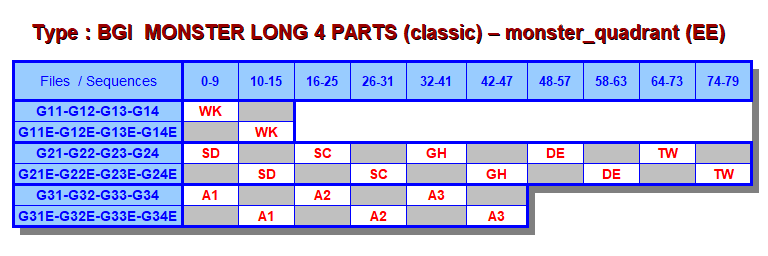 Type : BGI MONSTER LONG 4 PARTS (classic) – monster_quadrant (EE)
Files / Sequences 0-9 10-15 16-25 26-31 32-41 42-47 48-57 58-63 64-73 74-79
G11-G12-G13-G14 WK
G11E-G12E-G13E-G14E WK
G21-G22-G23-G24 SD SC GH DE TW
G21E-G22E-G23E-G24E SD SC GH DE TW
G31-G32-G33-G34 A1 A2 A3
G31E-G32E-G33E-G34E A1 A2 A3